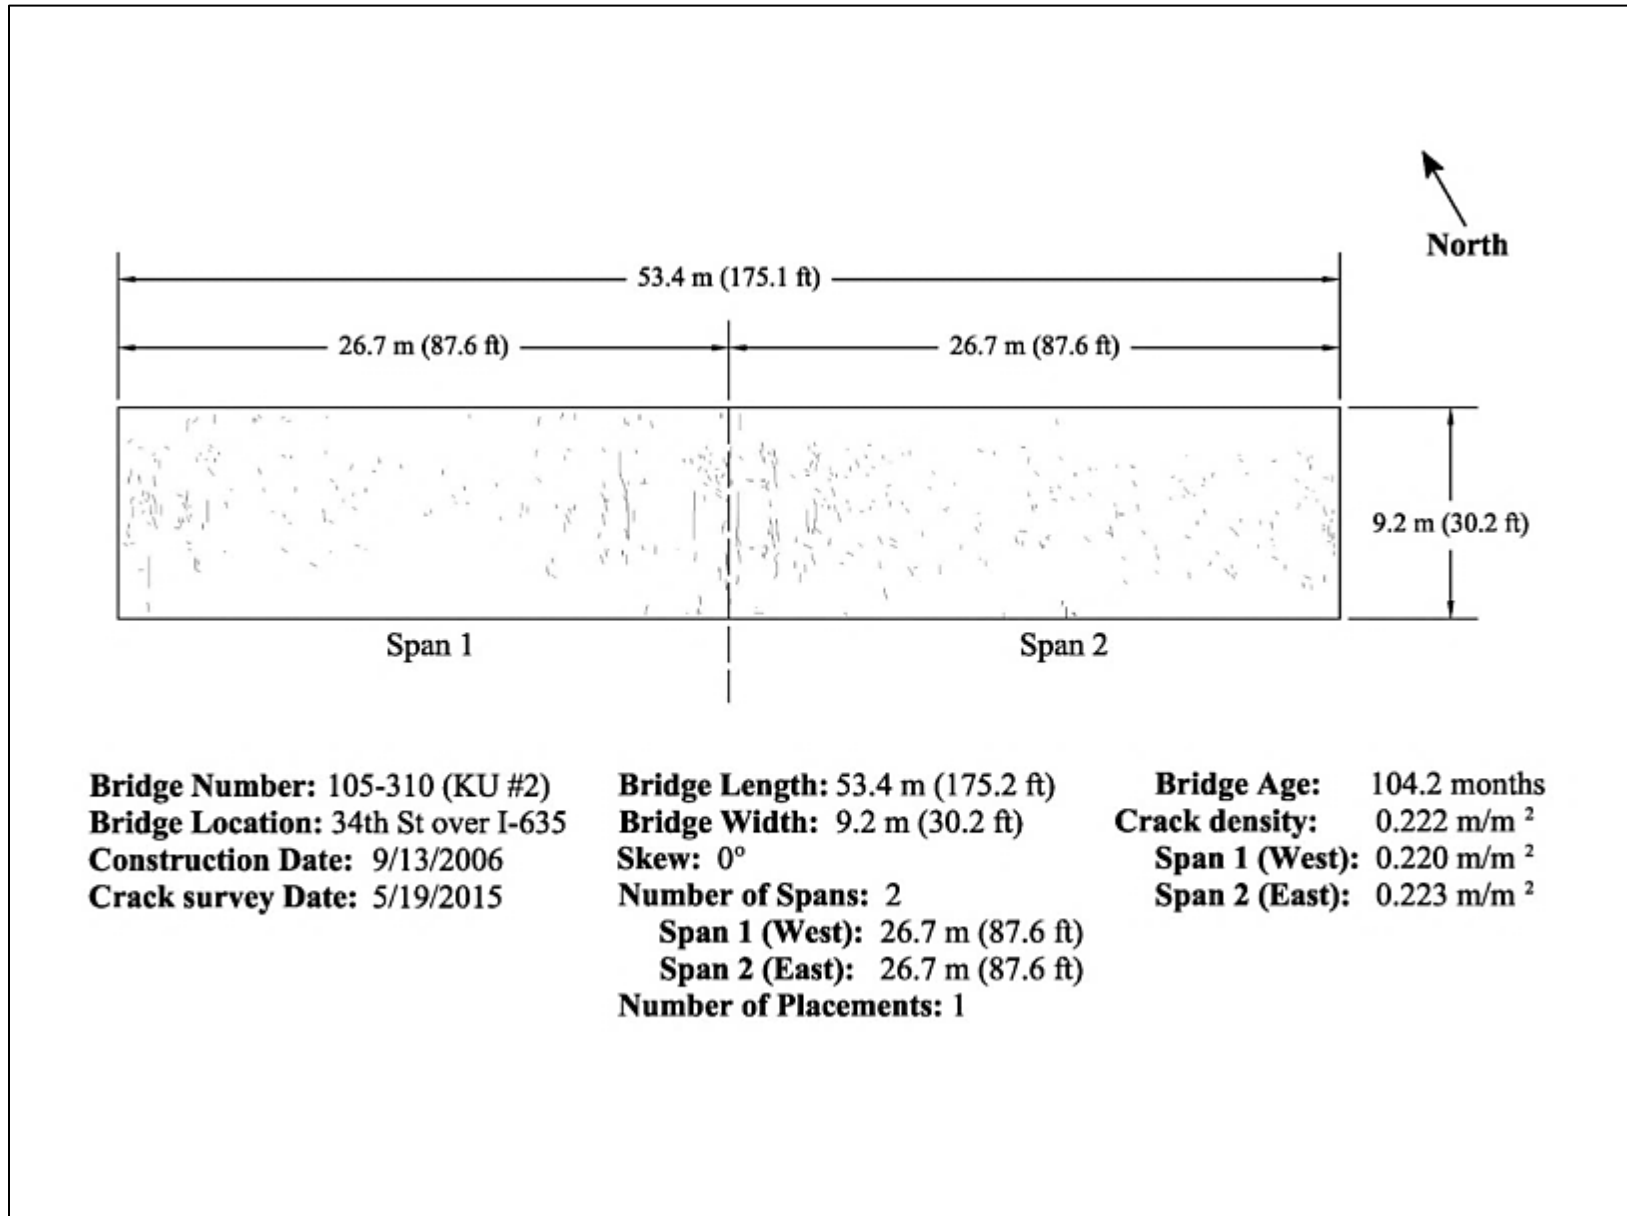 North
53.4 m (175.1 ft)
26.7 m (87.6 ft)
26.7 m (87.6 ft)
9.2 m (30.2 ft)
Span 1
Span 2
Bridge Number: 105-310 (KU #2)
Bridge Location: 34th St over I-635
Construction Date: 9/13/2006
Crack survey Date: 5/19/2015
Bridge Length: 53.4 m (175.2 ft)
Bridge Width: 9.2 m (30.2 ft)
Skew: 0º
Number of Spans: 2
Span 1 (West): 26.7 m (87.6 ft)
Span 2 (East): 26.7 m (87.6 ft)
Number of Placements: 1
Bridge Age: 104.2 months
Crack density: 0.222 m/m ²
Span 1 (West): 0.220 m/m ²
Span 2 (East): 0.223 m/m ²